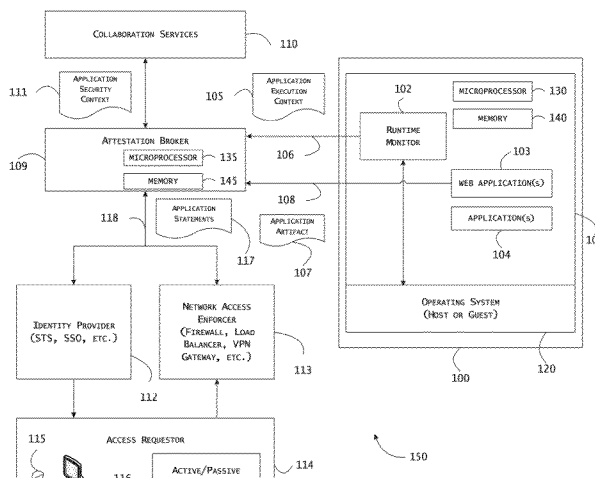 COLLABORATION SERVICES
110
111
APPLICATION
SECURITY
CONTEXT
105
APPLICATION
EXECUTION
CONTEXT
102
RUNTIME
MONITOR
MICROPROCESSOR
130
MEMORY
140
109
ATTESTATION BROKER
MICROPROCESSOR
135
MEMORY
145
106
108
103
WEB APPLICATION(S)
APPLICATION(S)
104
118
APPLICATION
STATEMENTS
117
APPLICATION
ARTIFACT
107
IDENTITY PROVIDER
(STS, SSO, ETC.)
112
NETWORK ACCESS
ENFORCER
(FIREWALL, LOAD
BALANCER, VPN
GATEWAY, ETC.)
113
OPERATING SYSTEM
(HOST OR GUEST)
120
100
115
ACCESS REQUESTOR
114
ACTIVE/PASSIVE
150